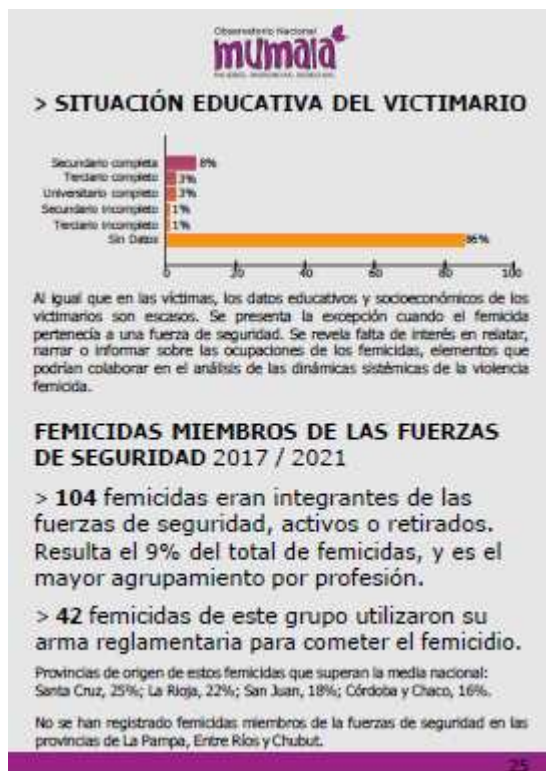 Observatorio Nacional
mumalá
MUJERES, DISIDENCIAS, DERECHOS
> SITUACIÓN EDUCATIVA DEL VICTIMARIO
Secundario completa 8%
Terciario completo 3%
Universitario completo 3%
Secundario incompleto 1%
Terciario incompleto 1%
Sin Datos 86%
0 20 40 60 80 100
Al igual que en las víctimas, los datos educativos y socioeconómicos de los
victimarios son escasos. Se presenta la excepción cuando el femicida
pertenecía a una fuerza de seguridad. Se revela falta de interés en relatar,
narrar o informar sobre las ocupaciones de los femicidas, elementos que
podrían colaborar en el análisis de las dinámicas sistémicas de la violencia
femicida.
FEMICIDAS MIEMBROS DE LAS FUERZAS
DE SEGURIDAD 2017 / 2021
> 104 femicidas eran integrantes de las
fuerzas de seguridad, activos o retirados.
Resulta el 9% del total de femicidas, y es el
mayor agrupamiento por profesión.
> 42 femicidas de este grupo utilizaron su
arma reglamentaria para cometer el femicidio.
Provincias de origen de estos femicidas que superan la media nacional:
Santa Cruz, 25%; La Rioja, 22%; San Juan, 18%; Córdoba y Chaco, 16%.
No se han registrado femicidas miembros de la fuerzas de seguridad en las
provincias de La Pampa, Entre Ríos y Chubut.
25